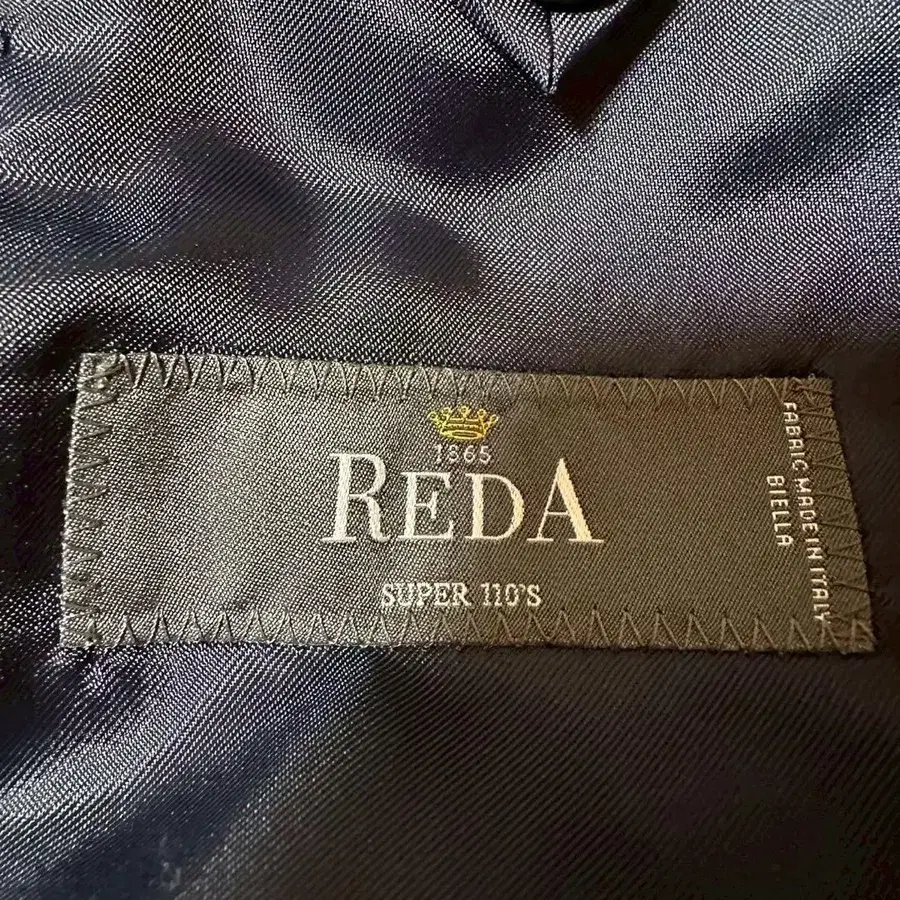 1865
REDA
SUPER 110'S
FABRIC MADE IN ITALY
BIELLA